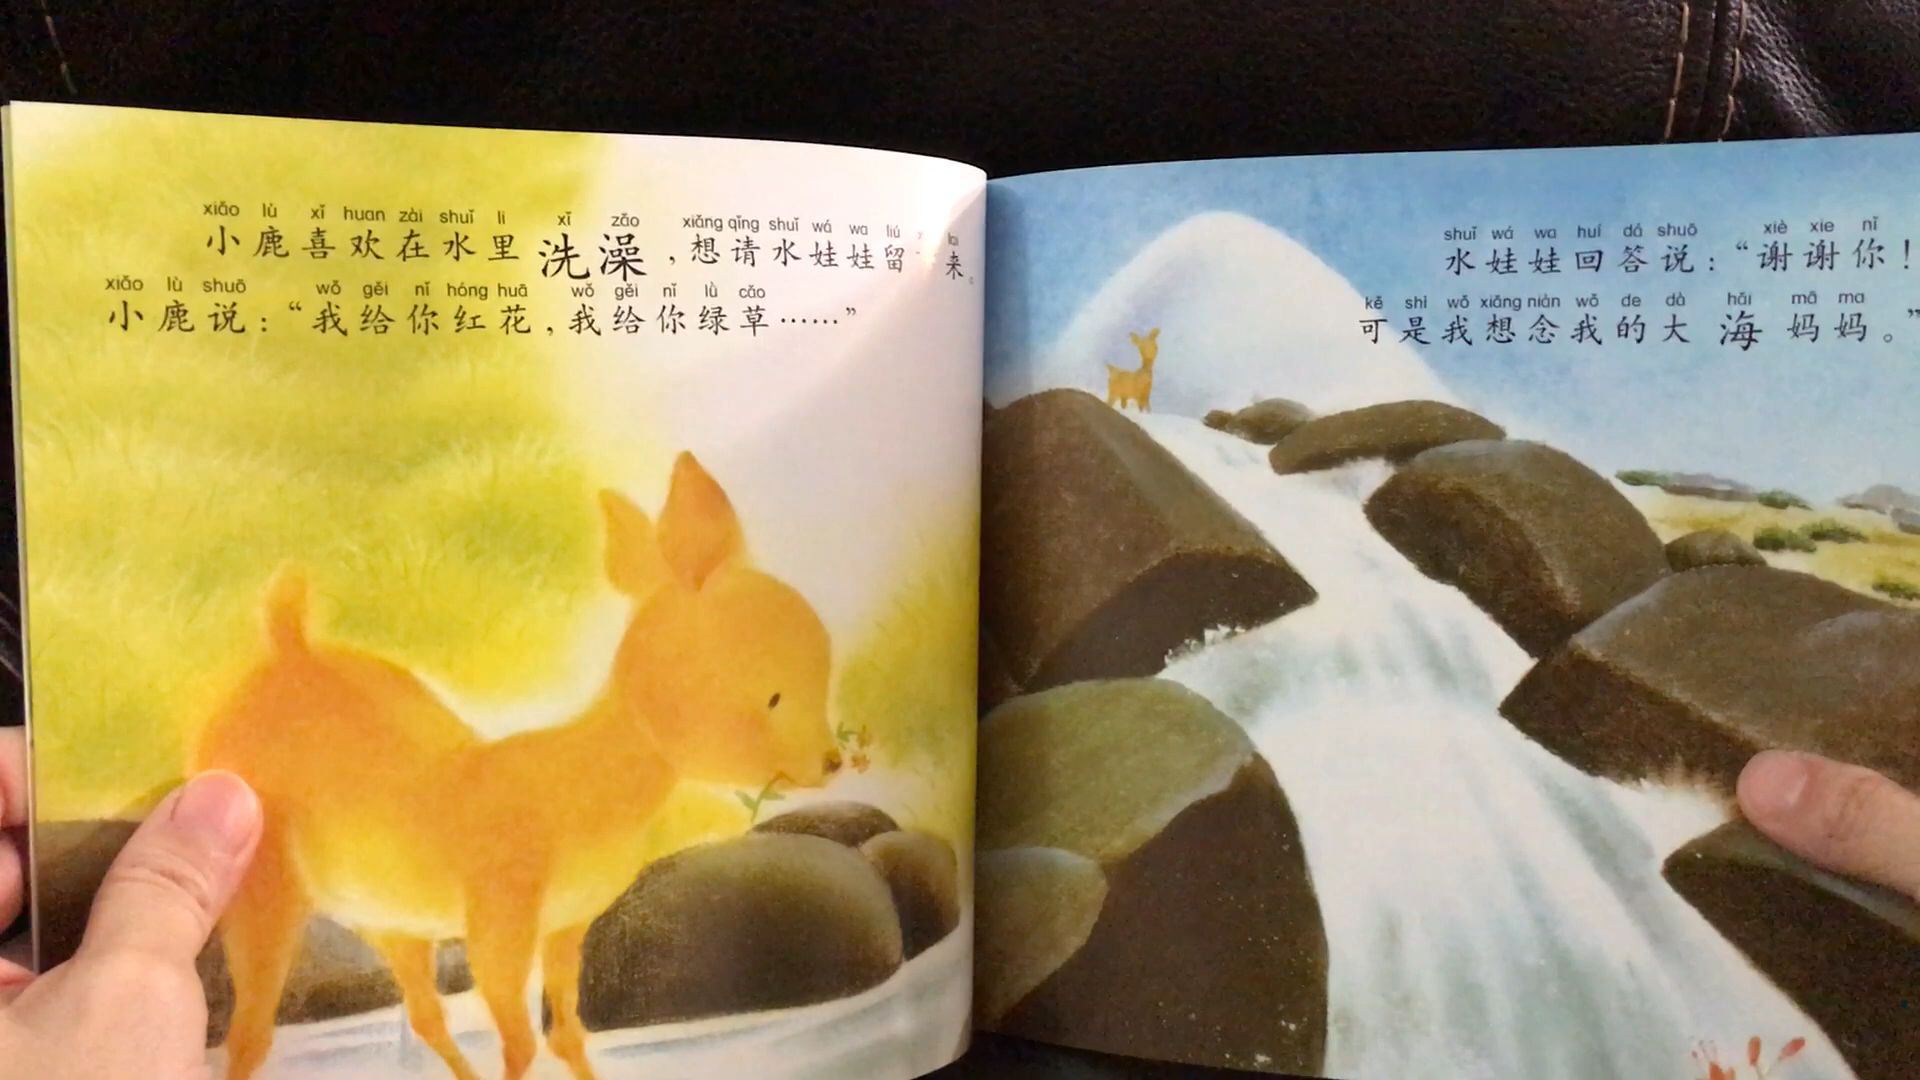 xiǎo lù xǐ huan zài shuǐ li xǐ zǎo xiǎng qǐng shuǐ wá wa liú lai
小鹿喜欢在水里洗澡，想请水娃娃留来。
xiǎo lù shuō wǒ gěi nǐ hóng huā wǒ gěi nǐ lǜ cǎo
小鹿说：“我给你红花，我给你绿草……”
shuǐ wá wa huí dá shuō xiè xie nǐ
水娃娃回答说：“谢谢你！
kě shì wǒ xiǎng niàn wǒ de dà hǎi mā ma
可是我想念我的大海妈妈。”